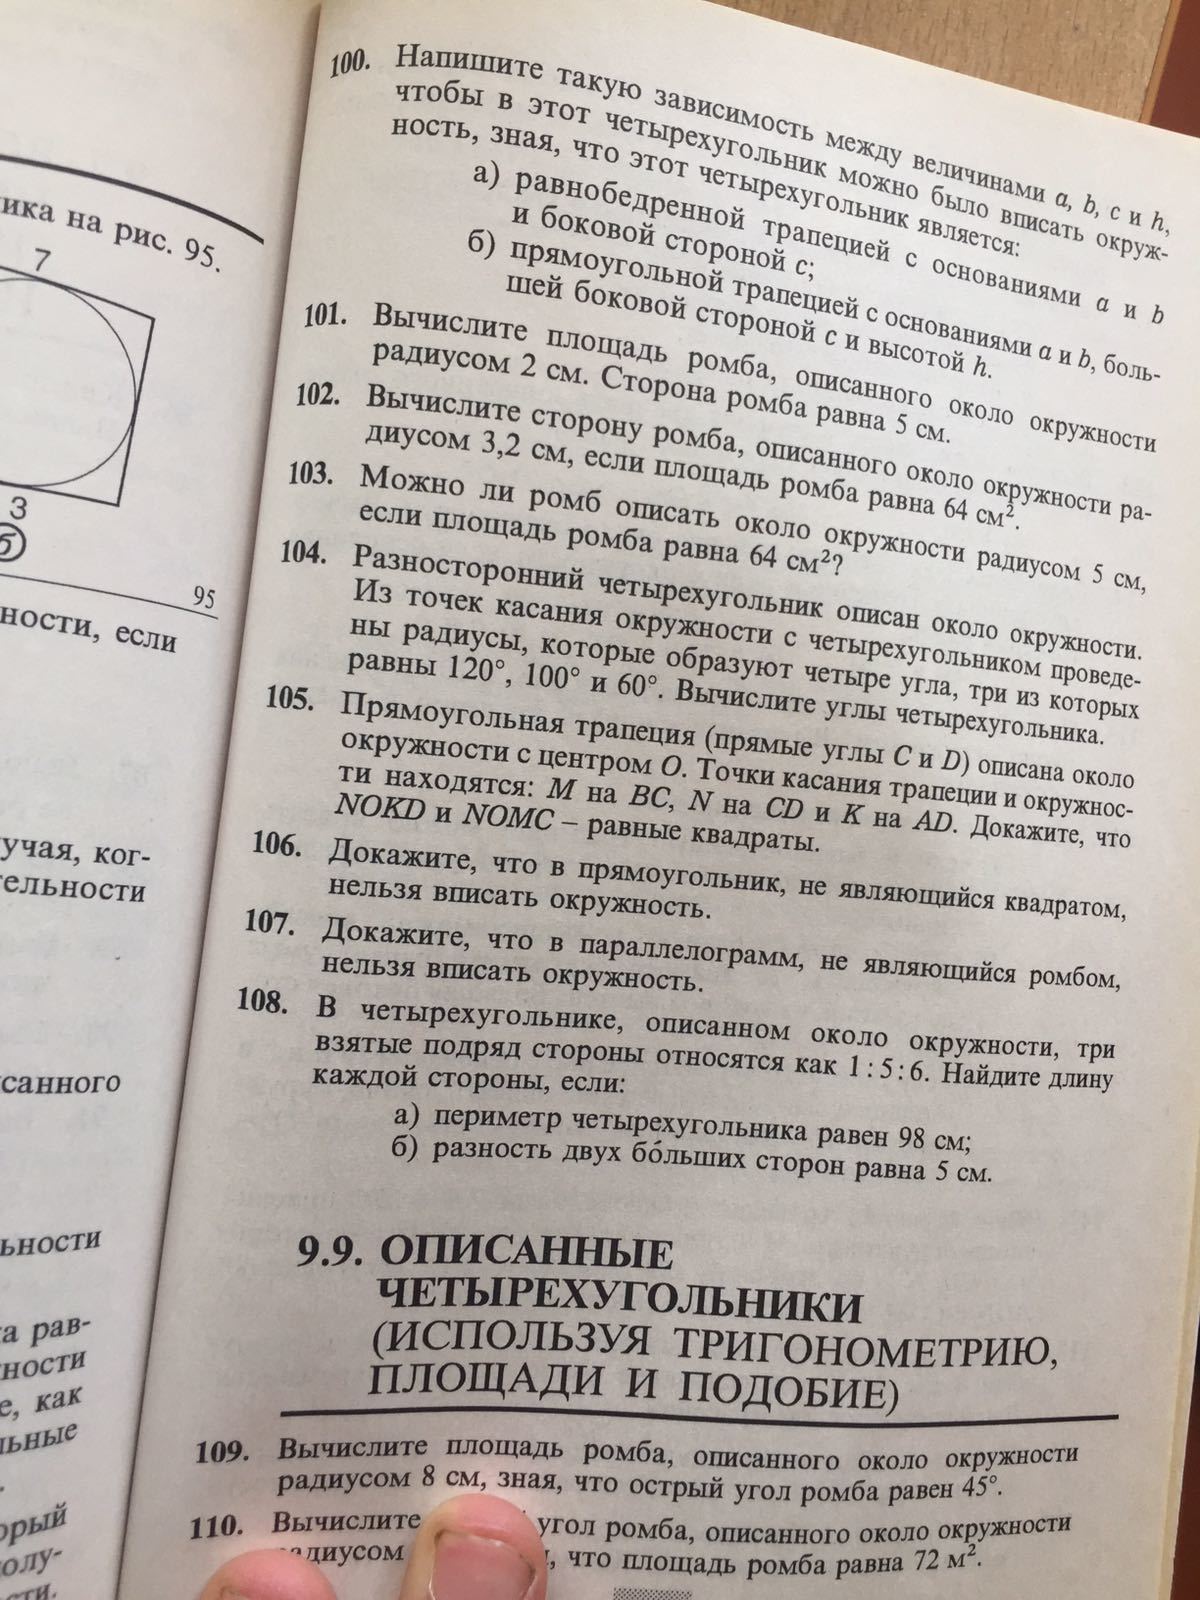 ика на рис. 95.
7
3
б
95
ности, если
учая, ког-
тельности
исанного
ьности
а рав-
ности
е, как
льные
орый
полу-
сти.
100. Напишите такую зависимость между величинами a, b, c и h,
чтобы в этот четырехугольник можно было вписать окруж-
ность, зная, что этот четырехугольник является:
а) равнобедренной трапецией с основаниями a и b
и боковой стороной c;
б) прямоугольной трапецией с основаниями a и b, боль-
шей боковой стороной c и высотой h.
101. Вычислите площадь ромба, описанного около окружности
радиусом 2 см. Сторона ромба равна 5 см.
102. Вычислите сторону ромба, описанного около окружности ра-
диусом 3,2 см, если площадь ромба равна 64 см².
103. Можно ли ромб описать около окружности радиусом 5 см,
если площадь ромба равна 64 см²?
104. Разносторонний четырехугольник описан около окружности.
Из точек касания окружности с четырехугольником проведе-
ны радиусы, которые образуют четыре угла, три из которых
равны 120°, 100° и 60°. Вычислите углы четырехугольника.
105. Прямоугольная трапеция (прямые углы C и D) описана около
окружности с центром O. Точки касания трапеции и окружнос-
ти находятся: M на BC, N на CD и K на AD. Докажите, что
NOKD и NOMC – равные квадраты.
106. Докажите, что в прямоугольник, не являющийся квадратом,
нельзя вписать окружность.
107. Докажите, что в параллелограмм, не являющийся ромбом,
нельзя вписать окружность.
108. В четырехугольнике, описанном около окружности, три
взятые подряд стороны относятся как 1 : 5 : 6. Найдите длину
каждой стороны, если:
а) периметр четырехугольника равен 98 см;
б) разность двух бо́льших сторон равна 5 см.
9.9. ОПИСАННЫЕ
ЧЕТЫРЕХУГОЛЬНИКИ
(ИСПОЛЬЗУЯ ТРИГОНОМЕТРИЮ,
ПЛОЩАДИ И ПОДОБИЕ)
109. Вычислите площадь ромба, описанного около окружности
радиусом 8 см, зная, что острый угол ромба равен 45°.
110. Вычислите угол ромба, описанного около окружности
радиусом что площадь ромба равна 72 м².